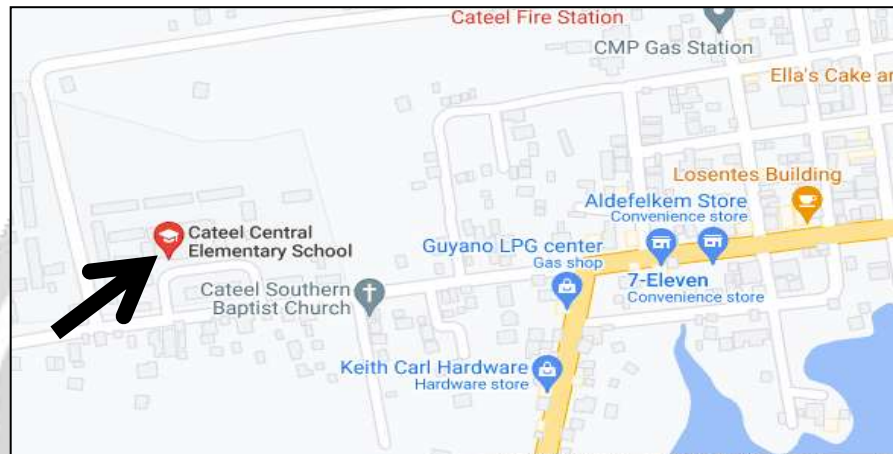 Cateel Fire Station
CMP Gas Station
Ella's Cake an
Losentes Building
Aldefelkem Store
Convenience store
Cateel Central
Elementary School
Guyano LPG center
Gas shop
7-Eleven
Convenience store
Cateel Southern
Baptist Church
Keith Carl Hardware
Hardware store